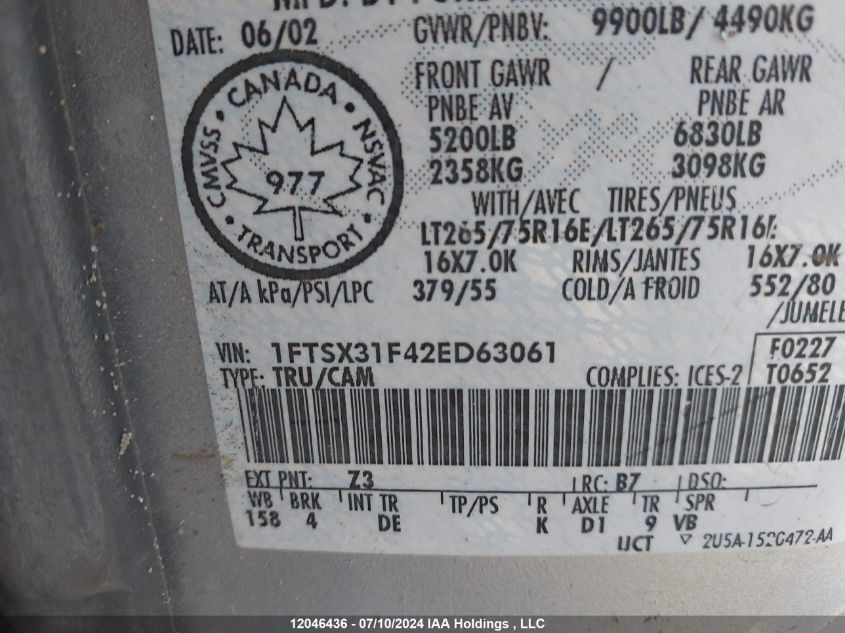 DATE: 06/02 GVWR/PNBV: 9900LB/ 4490KG
FRONT GAWR / REAR GAWR
PNBE AV PNBE AR
5200LB 6830LB
2358KG 3098KG
CMVSS • CANADA • NSVAC • TRANSPORT •
977
WITH/AVEC TIRES/PNEUS
LT265/75R16E/LT265/75R16
16X7.0K RIMS/JANTES 16X7.0K
AT/A kPa/PSI/LPC 379/55 COLD/A FROID 552/80
/JUMELE
VIN: 1FTSX31F42ED63061 F0227
TYPE: TRU/CAM COMPLIES: ICES-2 T0652
EXT PNT: Z3 RC: B7 DSO:
WB BRK INT TR TP/PS R AXLE TR SPR
158 4 DE K D1 9 VB
UCT ▽ 2U5A-1520472-AA
12046436 - 07/10/2024 IAA Holdings , LLC